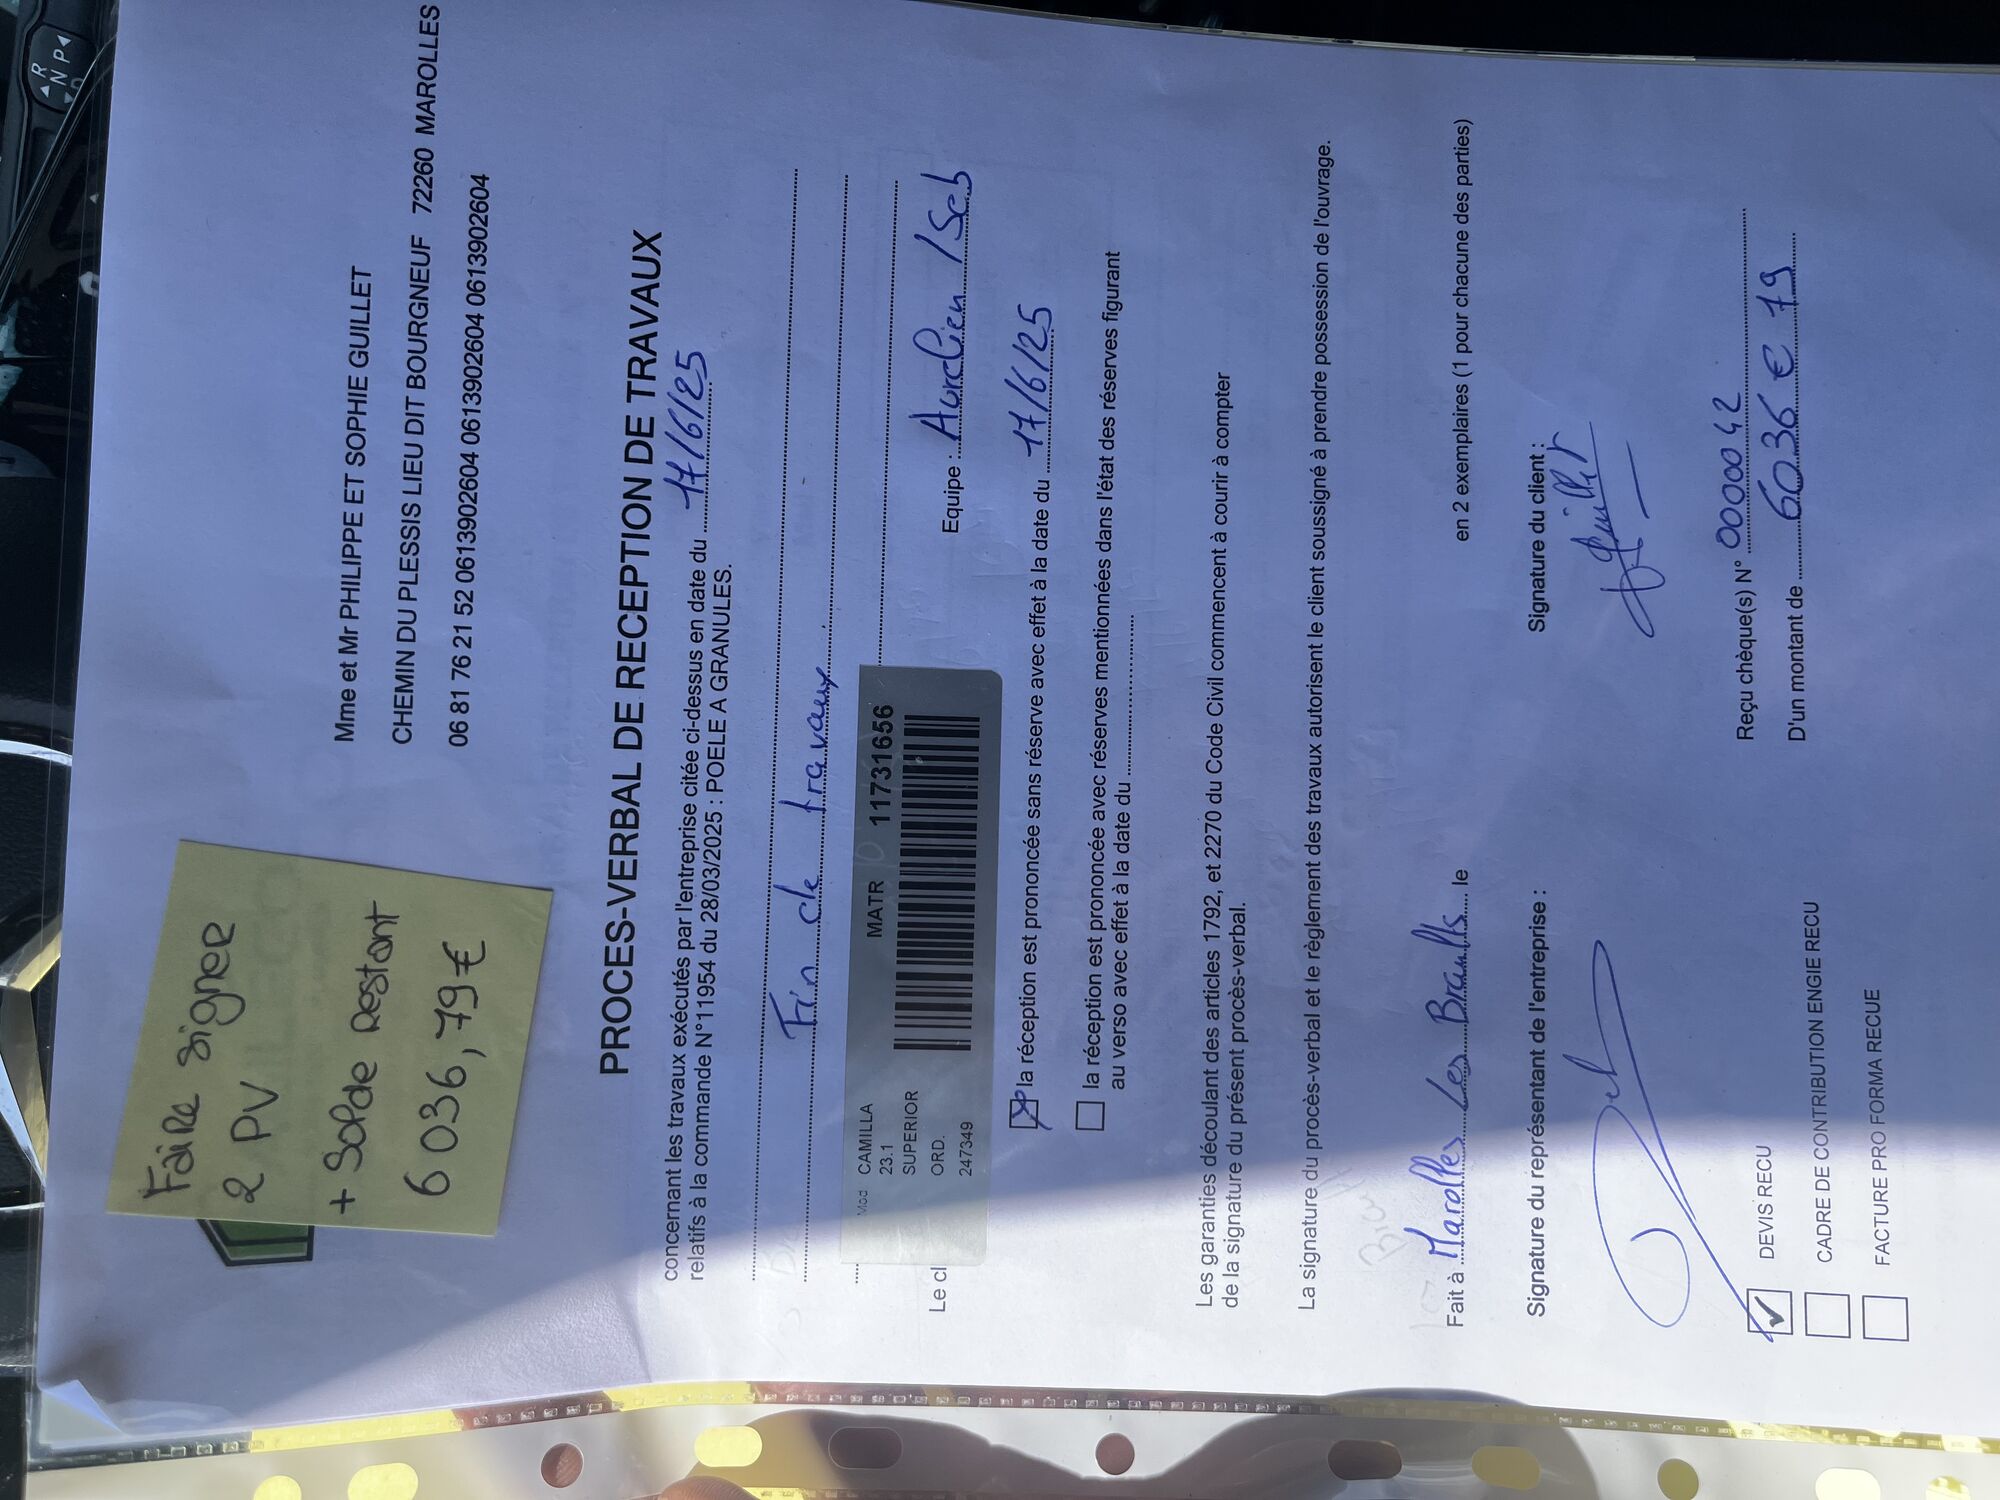 Faire signer
2 PV
+ Solde Restant
6036,79€
Mme et Mr PHILIPPE ET SOPHIE GUILLET
CHEMIN DU PLESSIS LIEU DIT BOURGNEUF 72260 MAROLLES
06 81 76 21 52 0613902604 0613902604 0613902604
PROCES-VERBAL DE RECEPTION DE TRAVAUX
concernant les travaux exécutés par l'entreprise citée ci-dessus en date du 17/6/25
relatifs à la commande N°11954 du 28/03/2025 : POELE A GRANULES.
Fin de travaux
Mod CAMILLA
23.1
SUPERIOR
ORD.
247349
MATR 0 11731656
Le cl
Equipe : Aurelien / Seb
la réception est prononcée sans réserve avec effet à la date du 17/6/25
la réception est prononcée avec réserves mentionnées dans l'état des réserves figurant
au verso avec effet à la date du
Les garanties découlant des articles 1792, et 2270 du Code Civil commencent à courir à compter
de la signature du présent procès-verbal.
La signature du procès-verbal et le règlement des travaux autorisent le client soussigné à prendre possession de l'ouvrage.
Fait à Marolles Les Braults le en 2 exemplaires (1 pour chacune des parties)
Signature du représentant de l'entreprise :
Signature du client :
Guillet
DEVIS RECU
CADRE DE CONTRIBUTION ENGIE RECU
FACTURE PRO FORMA RECUE
Reçu chèque(s) N° 0000042
D'un montant de 6036 € 79
R
N P